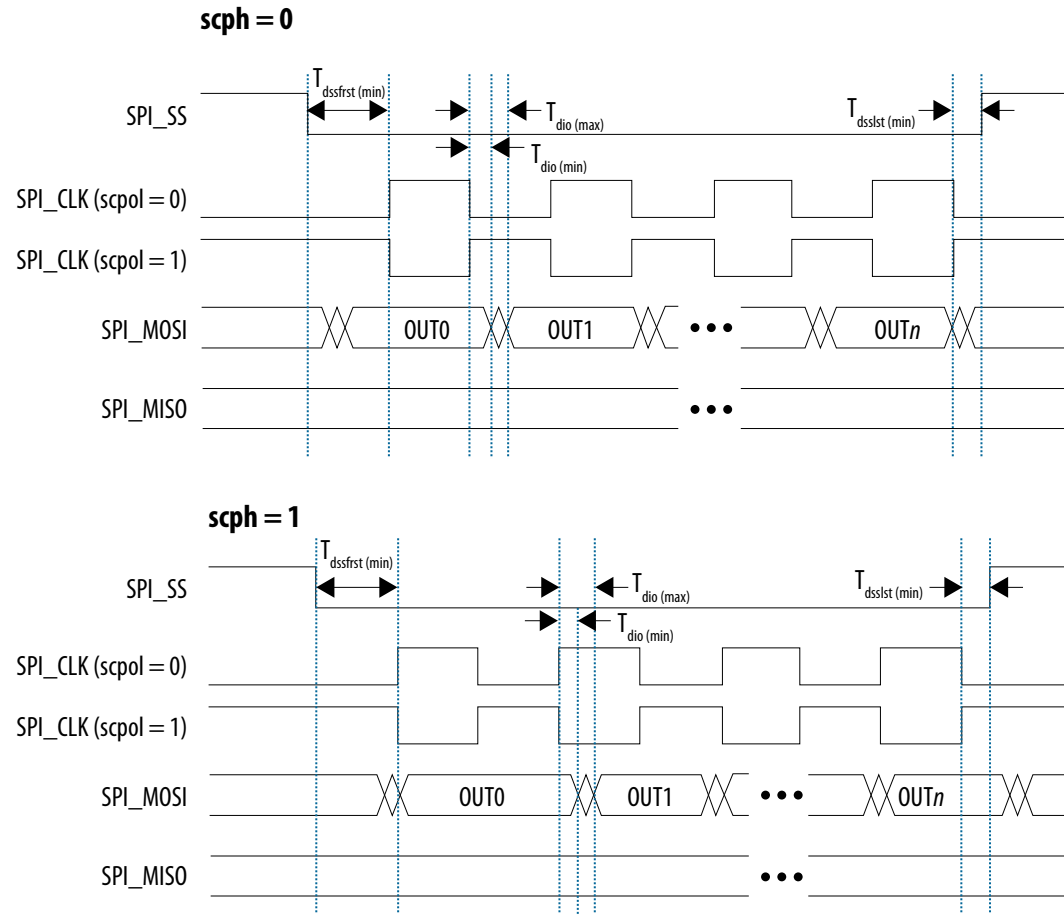 scph = 0
T dssfrst (min)
SPI_SS
T dio (max)
T dsslst (min)
T dio (min)
SPI_CLK (scpol = 0)
SPI_CLK (scpol = 1)
SPI_MOSI
OUT0
OUT1
OUTn
SPI_MISO
scph = 1
T dssfrst (min)
SPI_SS
T dio (max)
T dsslst (min)
T dio (min)
SPI_CLK (scpol = 0)
SPI_CLK (scpol = 1)
SPI_MOSI
OUT0
OUT1
OUTn
SPI_MISO